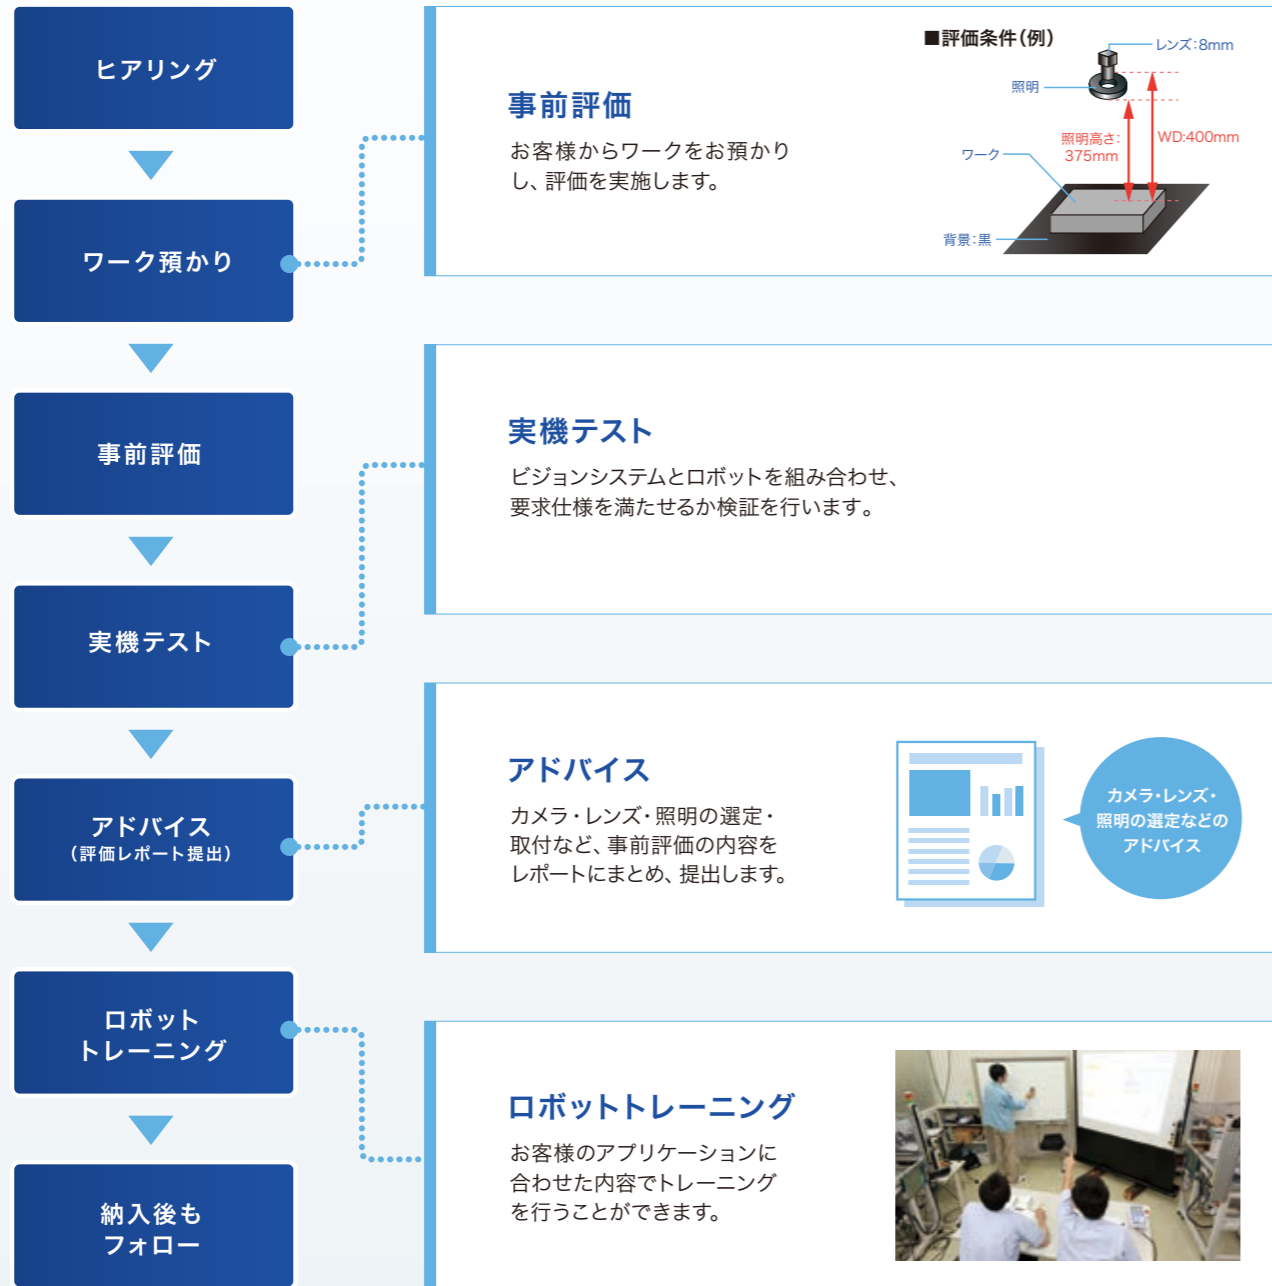 ヒアリング
ワーク預かり
事前評価
実機テスト
アドバイス
(評価レポート提出)
ロボット
トレーニング
納入後も
フォロー
事前評価
お客様からワークをお預かり
し、評価を実施します。
■評価条件(例)
レンズ:8mm
照明
照明高さ:
375mm
WD:400mm
ワーク
背景:黒
実機テスト
ビジョンシステムとロボットを組み合わせ、
要求仕様を満たせるか検証を行います。
アドバイス
カメラ・レンズ・照明の選定・
取付など、事前評価の内容を
レポートにまとめ、提出します。
カメラ・レンズ・
照明の選定などの
アドバイス
ロボットトレーニング
お客様のアプリケーションに
合わせた内容でトレーニング
を行うことができます。